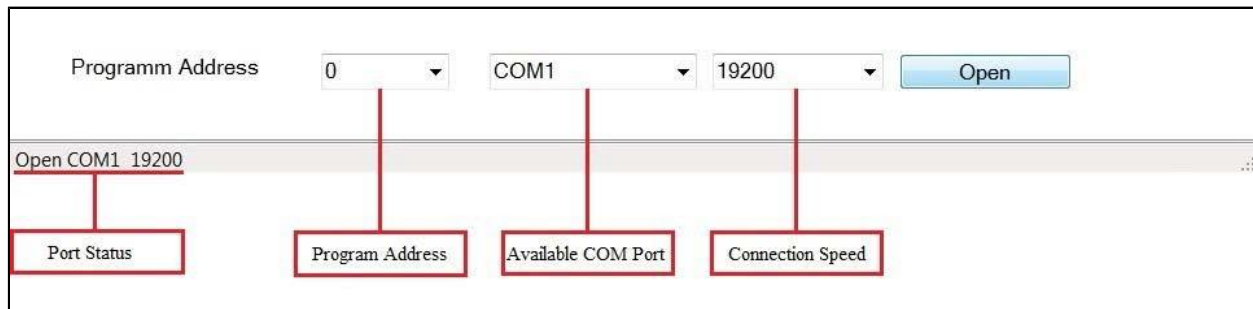 Programm Address 0 COM1 19200 Open
Open COM1 19200
Port Status Program Address Available COM Port Connection Speed